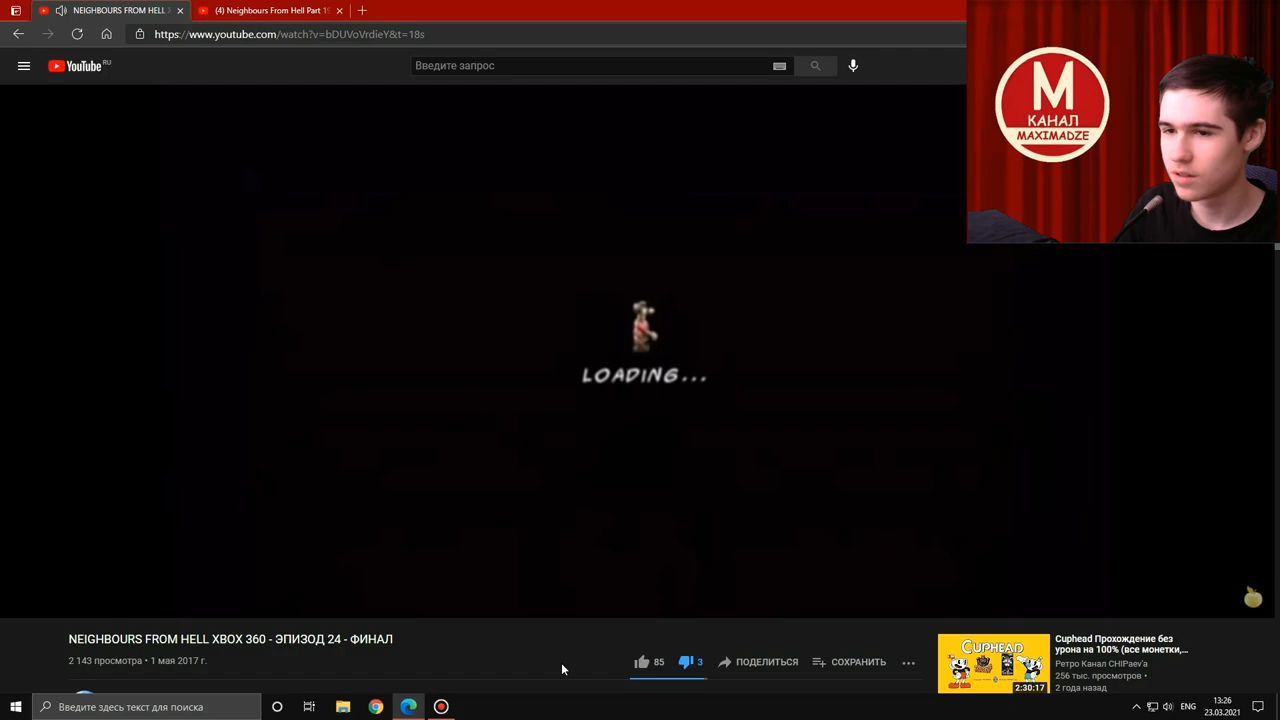 NEIGHBOURS FROM HELL X
(4) Neighbours From Hell Part 19
https://www.youtube.com/watch?v=bDUVoVrdieY&t=18s
YouTube RU
Введите запрос
М
КАНАЛ
MAXIMADZE
LOADING...
NEIGHBOURS FROM HELL XBOX 360 - ЭПИЗОД 24 - ФИНАЛ
2 143 просмотра • 1 мая 2017 г.
85
3
ПОДЕЛИТЬСЯ
СОХРАНИТЬ
CUPHEAD
2:30:17
Cuphead Прохождение без
урона на 100% (все монетки,...
Ретро Канал CHIPaev'a
256 тыс. просмотров •
2 года назад
Введите здесь текст для поиска
ENG
13:26
23.03.2021